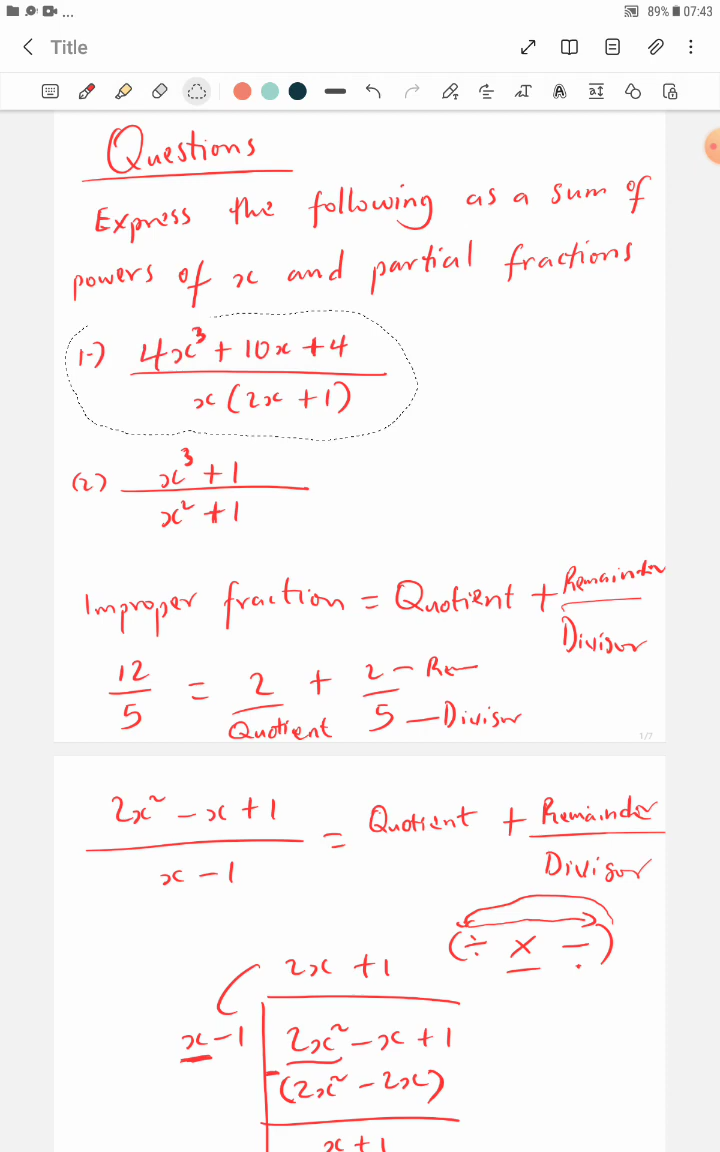 ... 89% 07:43
Title
Questions
Express the following as a sum of
powers of x and partial fractions
1-) 4x³ + 10x + 4
x (2x + 1)
(2) x³ + 1
x² + 1
Improper fraction = Quotient + Remainder
Divisor
12/5 = 2 + 2/5 — Re
Quotient — Divisor
1/7
2x² - x + 1
x - 1
= Quotient + Remainder
Divisor
(÷ × −)
2x + 1
x - 1 2x² - x + 1
-(2x² - 2x)
x + 1